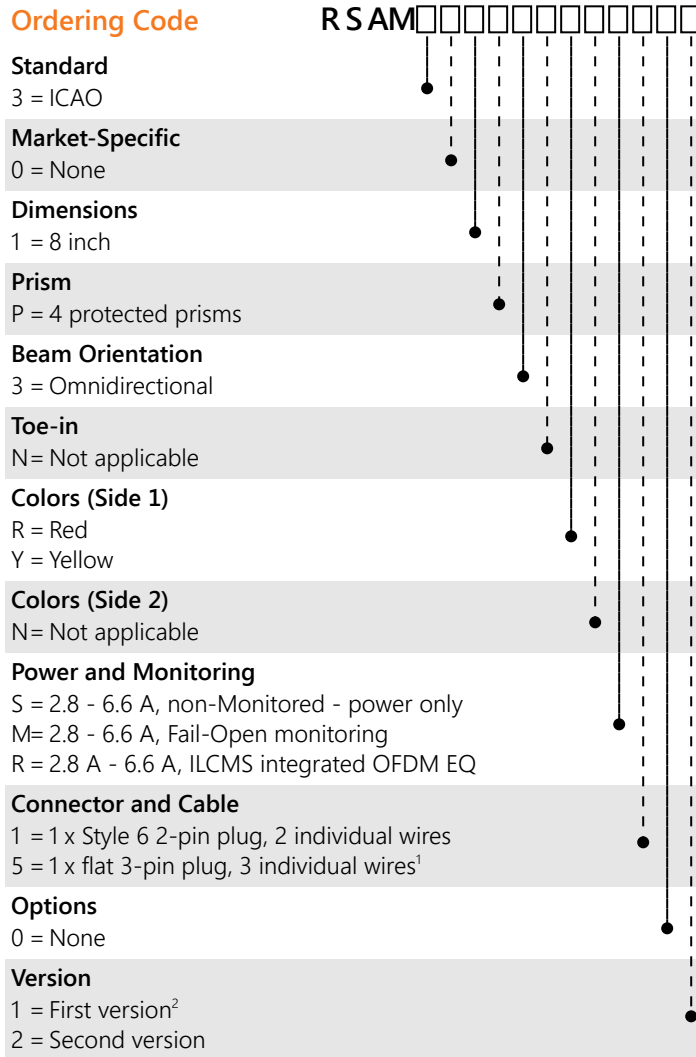 Ordering Code R S AM
Standard
3 = ICAO
Market-Specific
0 = None
Dimensions
1 = 8 inch
Prism
P = 4 protected prisms
Beam Orientation
3 = Omnidirectional
Toe-in
N= Not applicable
Colors (Side 1)
R = Red
Y = Yellow
Colors (Side 2)
N= Not applicable
Power and Monitoring
S = 2.8 - 6.6 A, non-Monitored - power only
M= 2.8 - 6.6 A, Fail-Open monitoring
R = 2.8 A - 6.6 A, ILCMS integrated OFDM EQ
Connector and Cable
1 = 1 x Style 6 2-pin plug, 2 individual wires
5 = 1 x flat 3-pin plug, 3 individual wires¹
Options
0 = None
Version
1 = First version²
2 = Second version